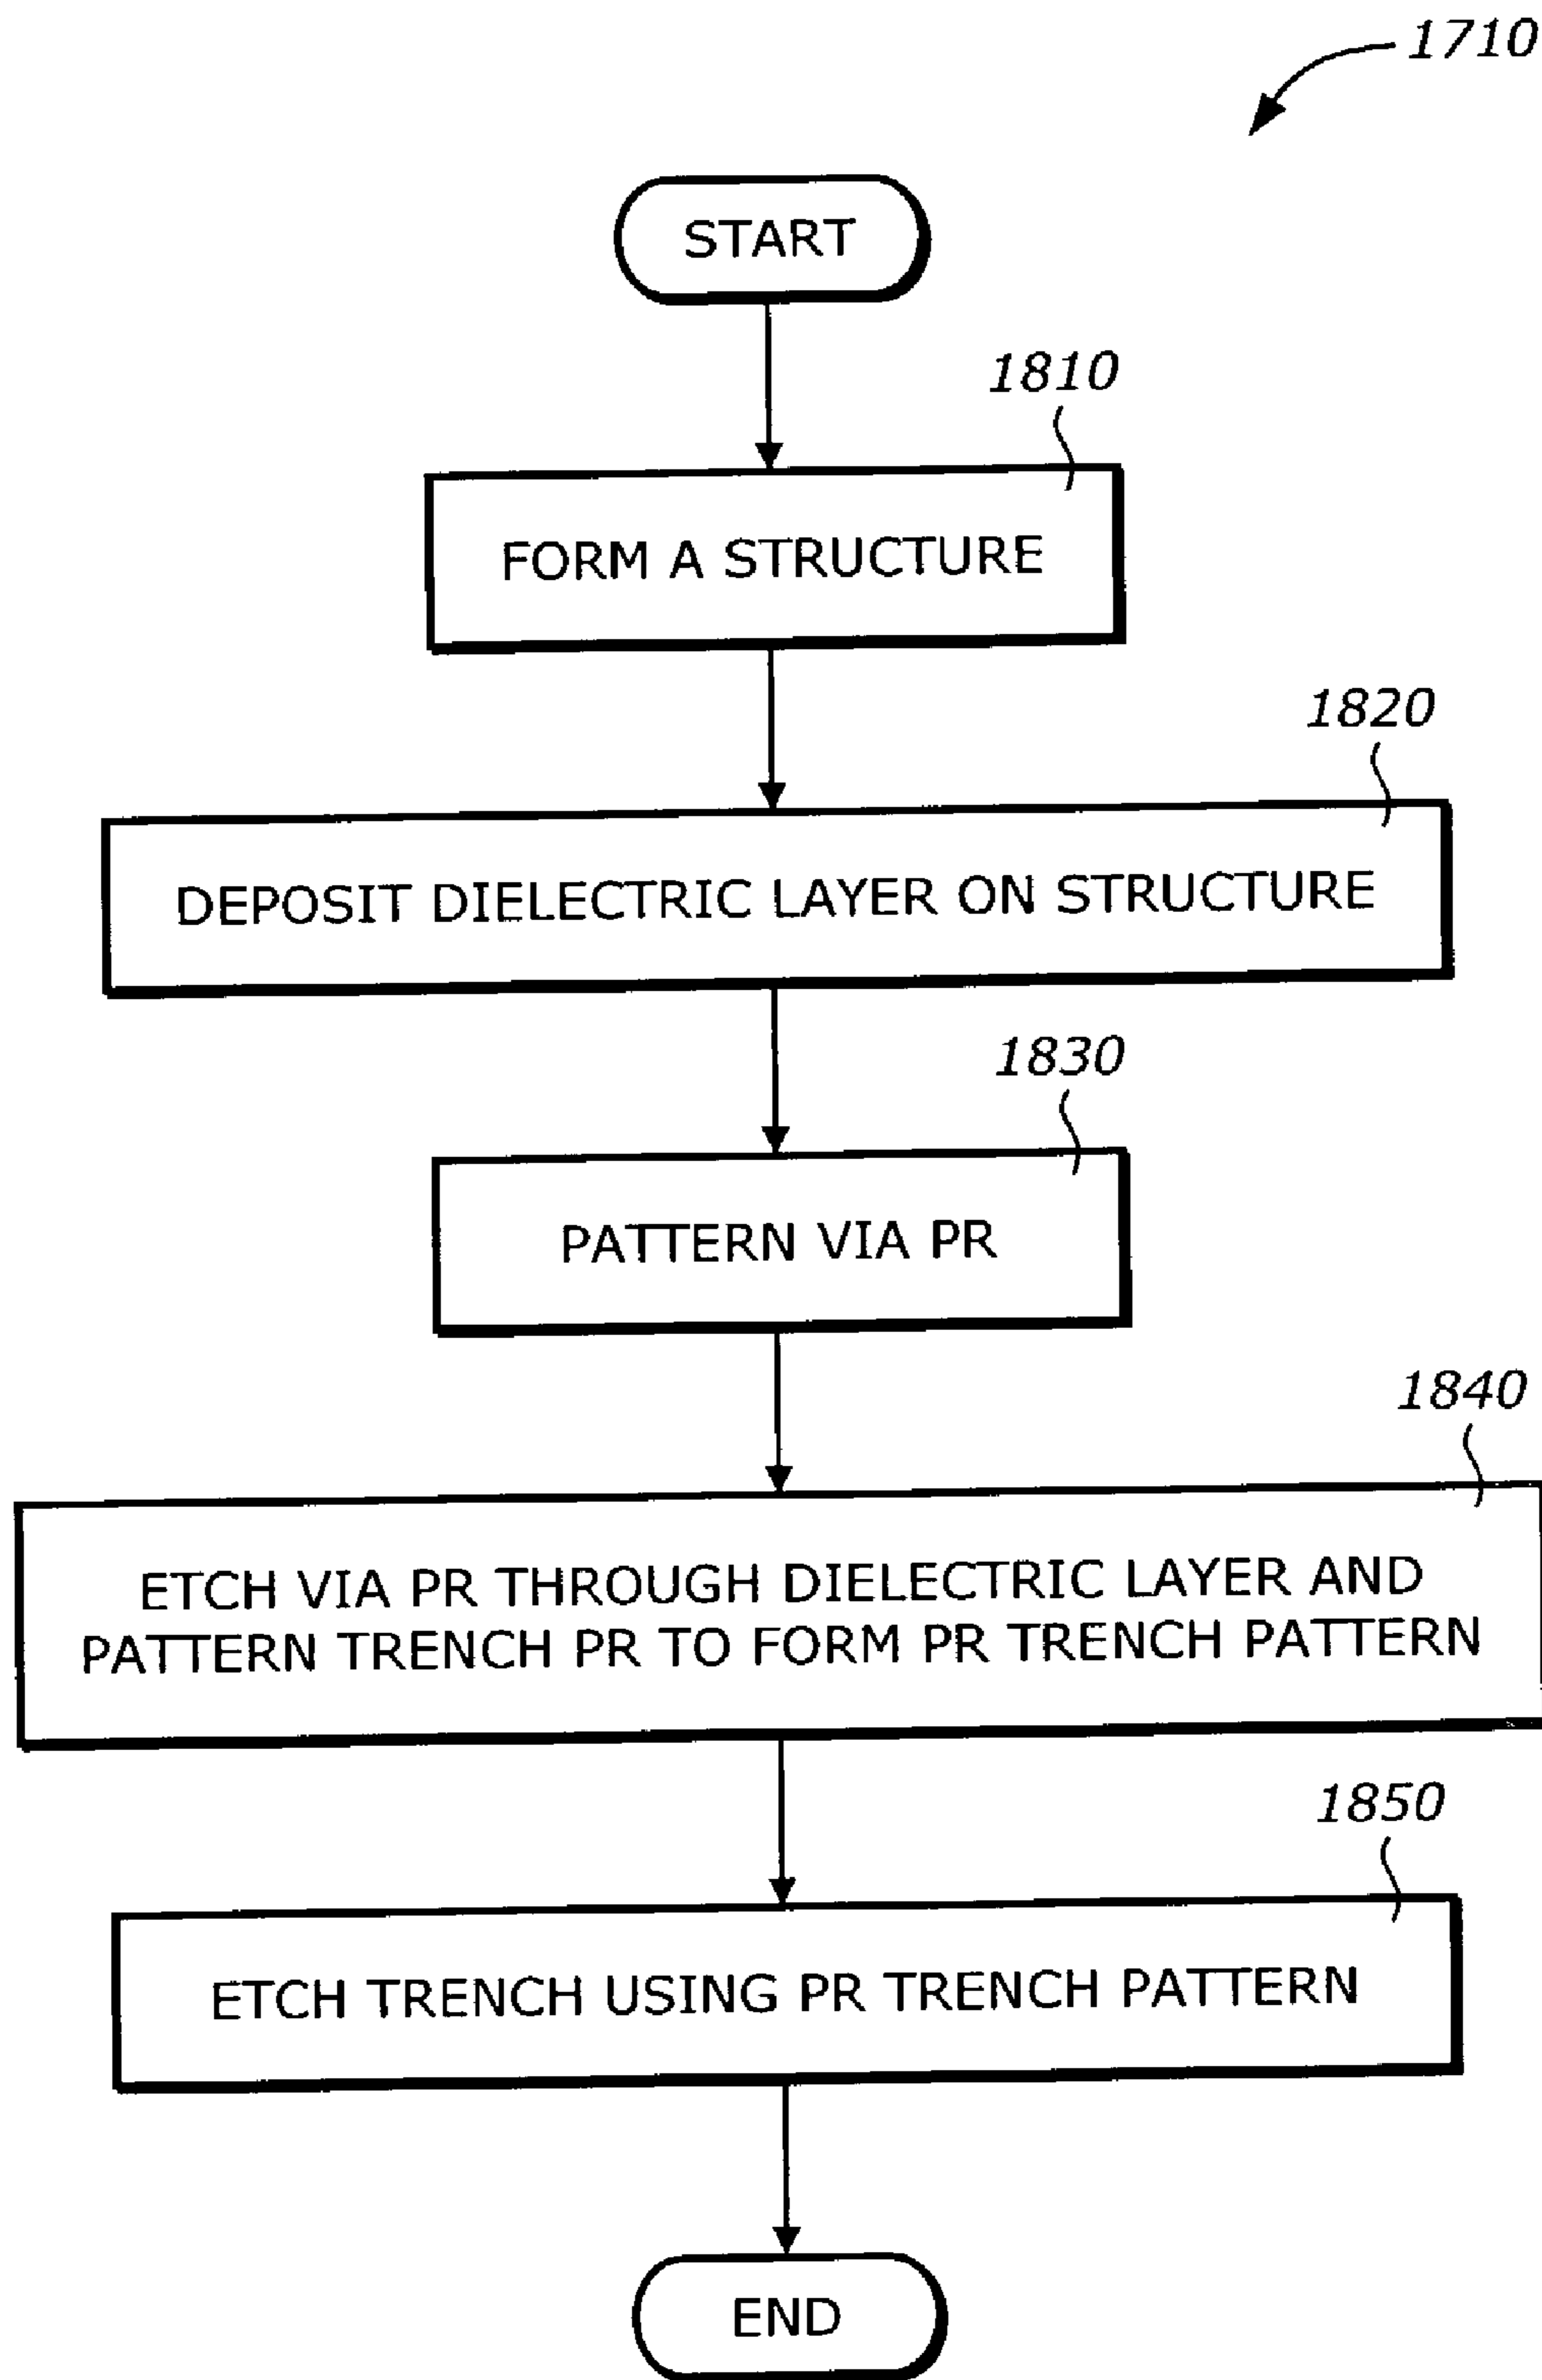 1710
START
1810
FORM A STRUCTURE
1820
DEPOSIT DIELECTRIC LAYER ON STRUCTURE
1830
PATTERN VIA PR
1840
ETCH VIA PR THROUGH DIELECTRIC LAYER AND
PATTERN TRENCH PR TO FORM PR TRENCH PATTERN
1850
ETCH TRENCH USING PR TRENCH PATTERN
END